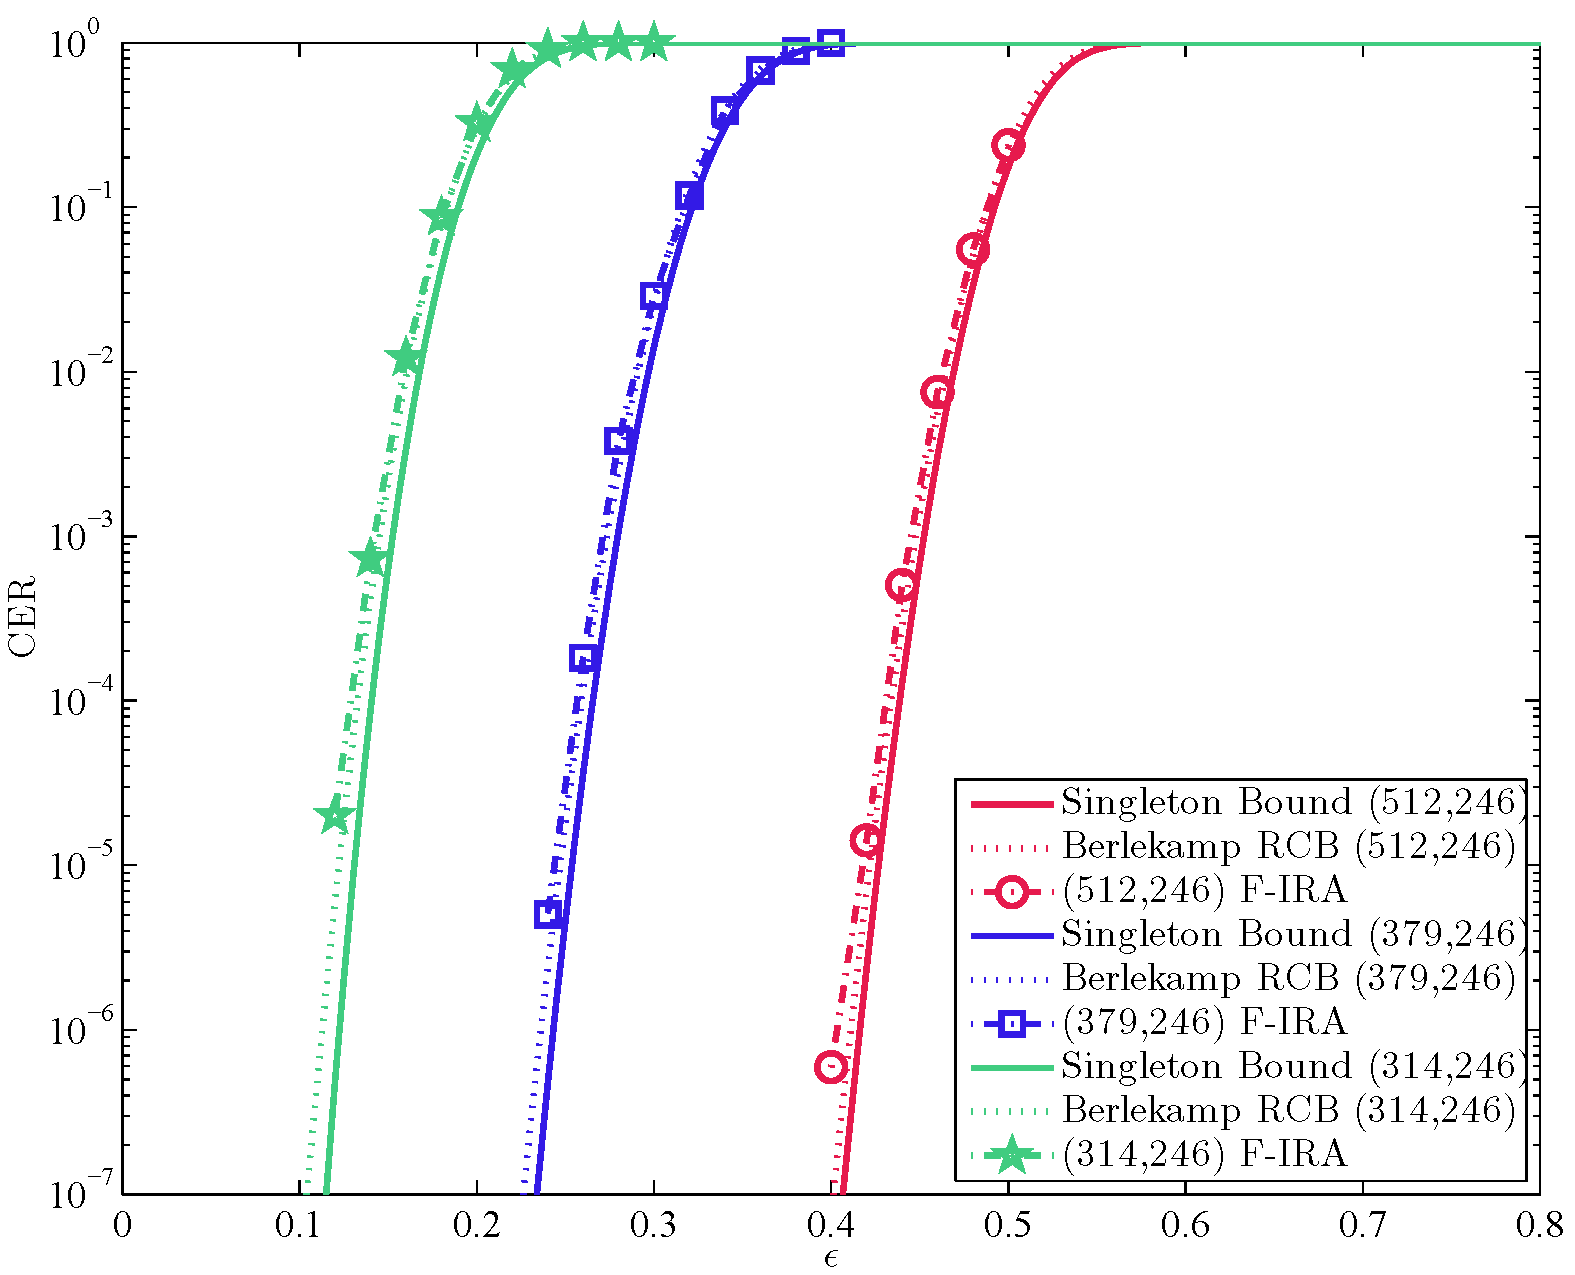 10^0
10^-1
10^-2
10^-3
10^-4
10^-5
10^-6
10^-7
CER
0 0.1 0.2 0.3 0.4 0.5 0.6 0.7 0.8
ϵ
Singleton Bound (512,246)
Berlekamp RCB (512,246)
(512,246) F-IRA
Singleton Bound (379,246)
Berlekamp RCB (379,246)
(379,246) F-IRA
Singleton Bound (314,246)
Berlekamp RCB (314,246)
(314,246) F-IRA